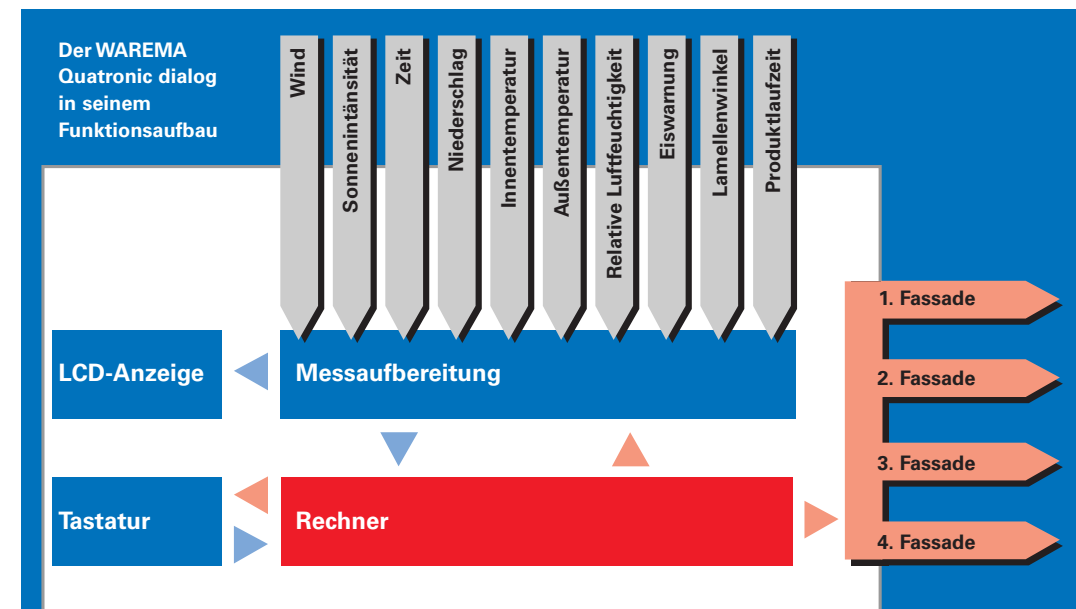 Der WAREMA
Quatronic dialog
in seinem
Funktionsaufbau
Wind
Sonnenintänsität
Zeit
Niederschlag
Innentemperatur
Außentemperatur
Relative Luftfeuchtigkeit
Eiswarnung
Lamellenwinkel
Produktlaufzeit
1. Fassade
LCD-Anzeige
Messaufbereitung
2. Fassade
3. Fassade
Tastatur
Rechner
4. Fassade